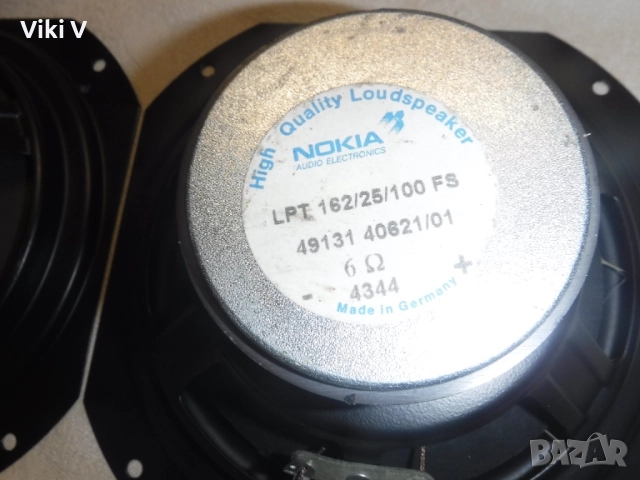 Viki V
High - Quality Loudspeaker
NOKIA
AUDIO ELECTRONICS
LPT 162/25/100 FS
49131 40621/01
6 Ω
- 4344 +
Made in Germany
BAZAR